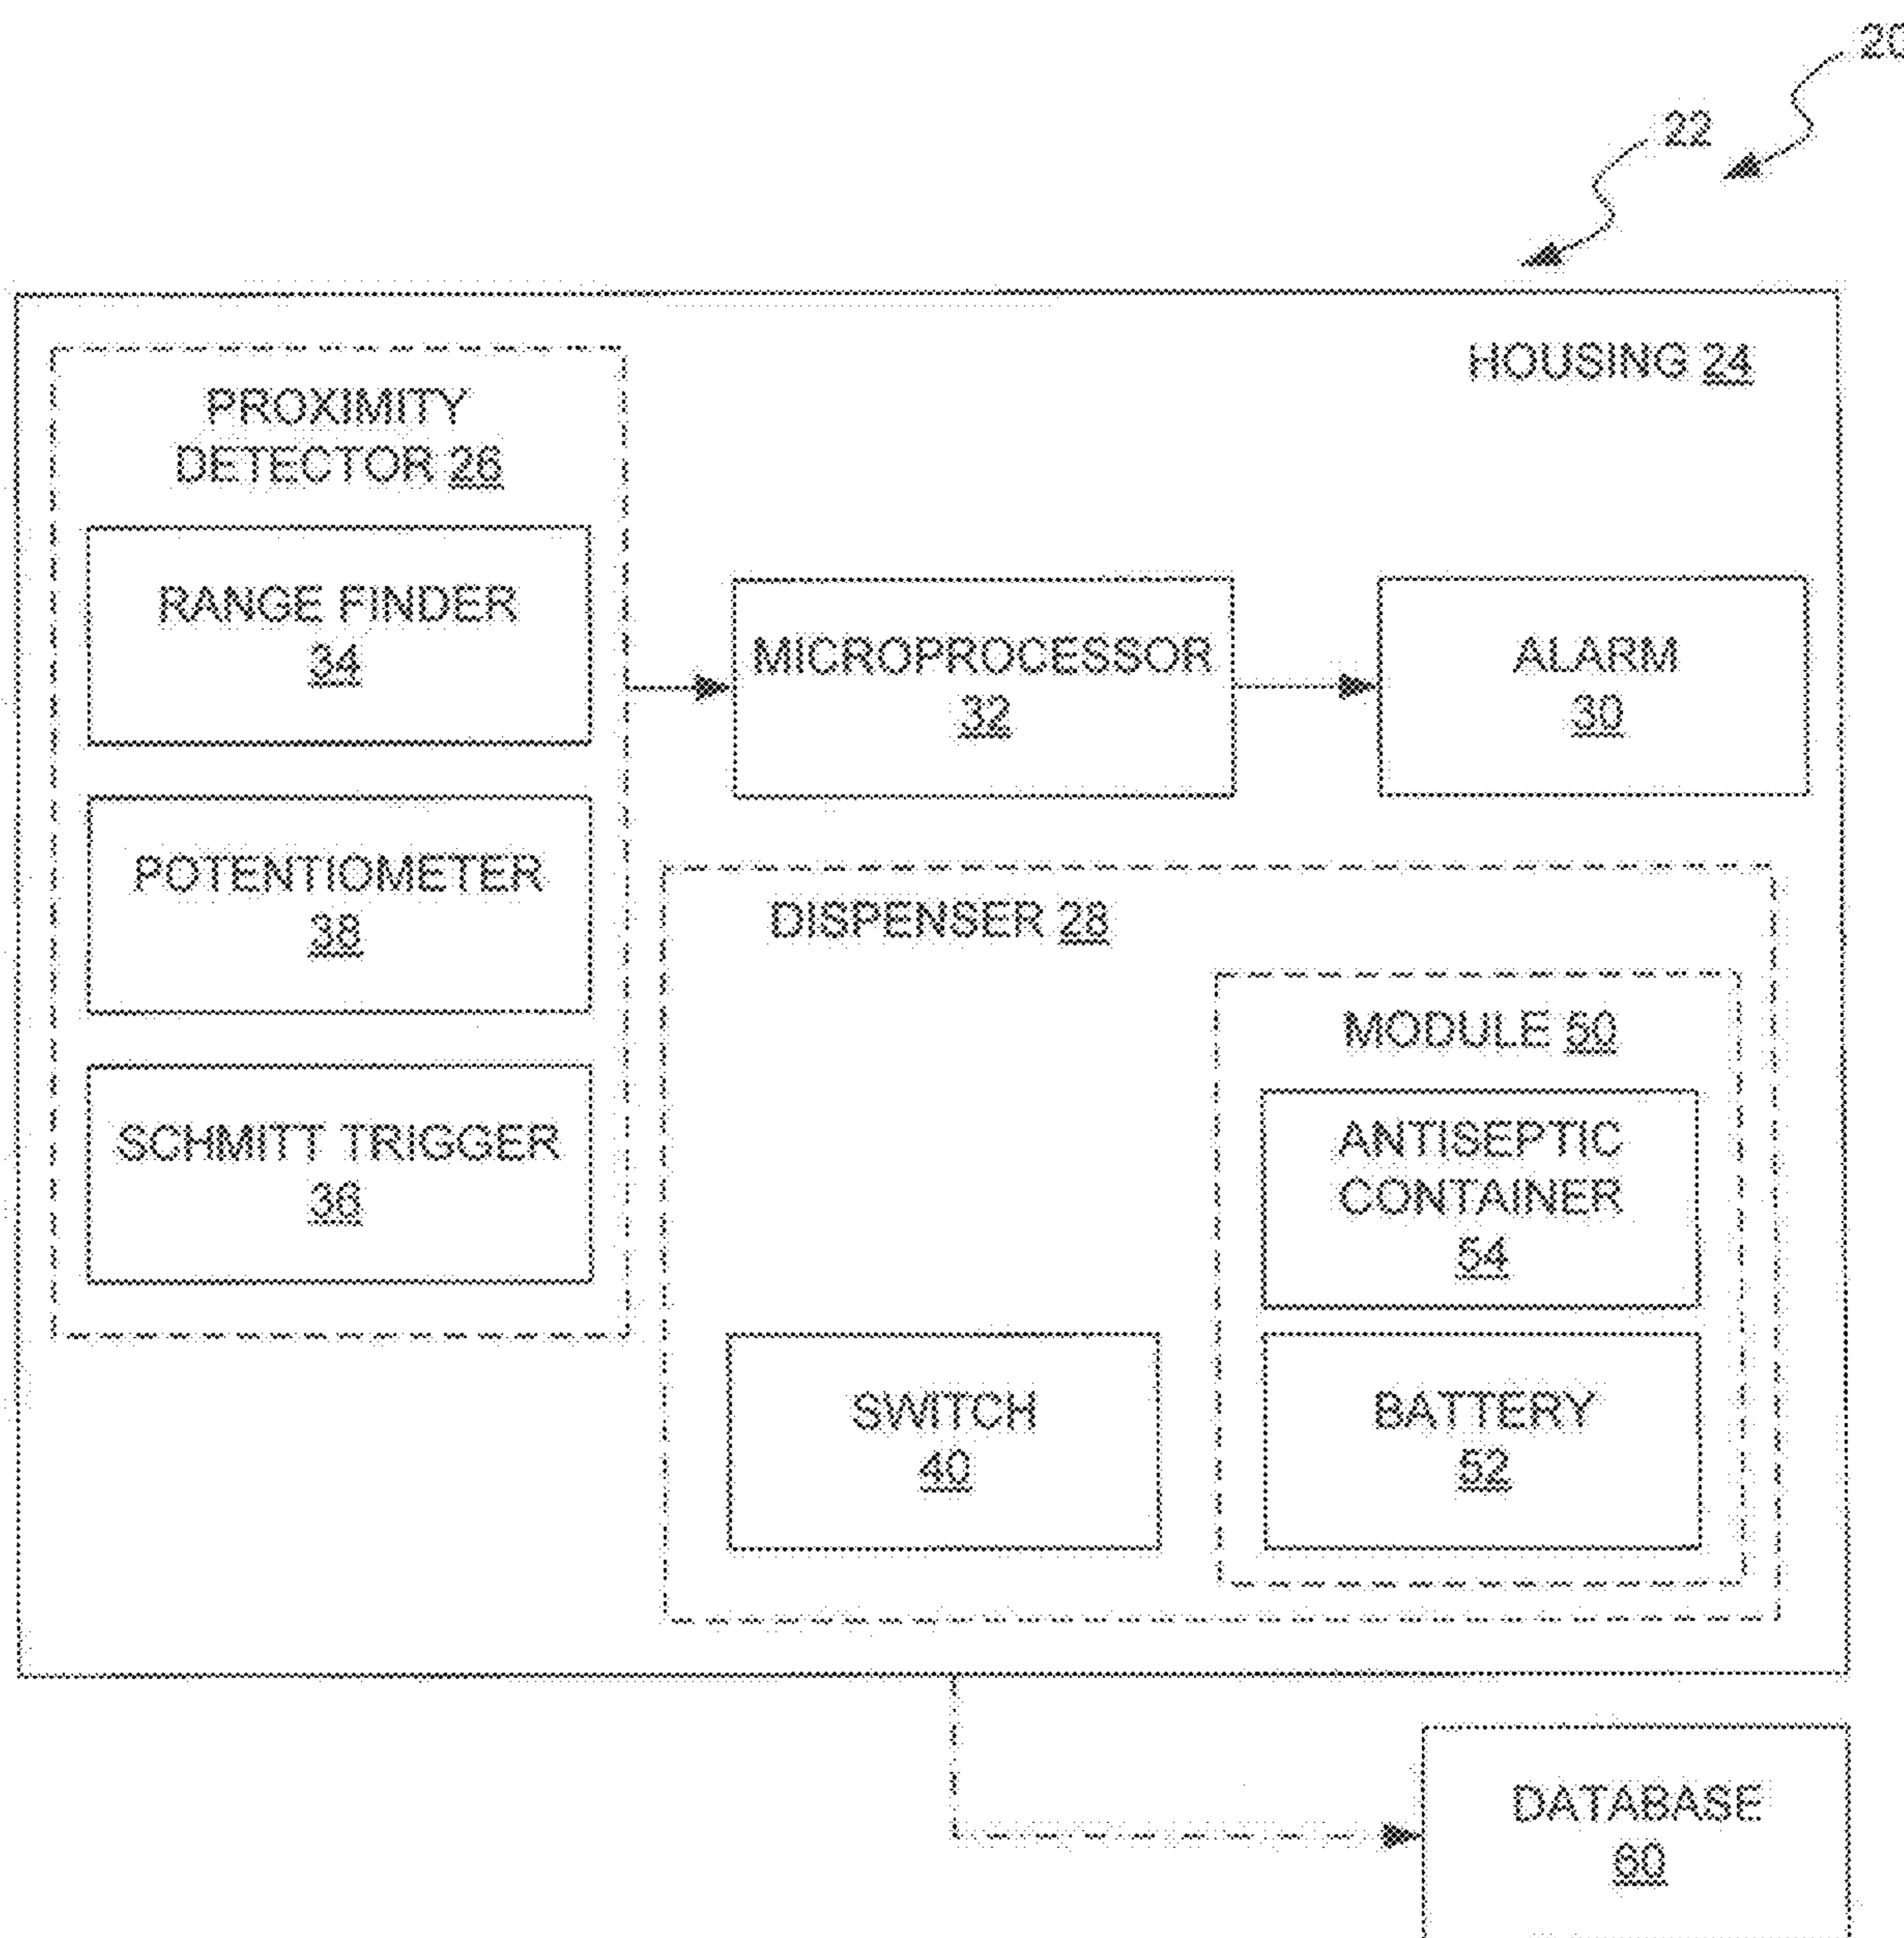 20
22
HOUSING 24
PROXIMITY
DETECTOR 26
RANGE FINDER
34
POTENTIOMETER
38
SCHMITT TRIGGER
36
MICROPROCESSOR
32
ALARM
30
DISPENSER 28
MODULE 50
ANTISEPTIC
CONTAINER
54
SWITCH
40
BATTERY
52
DATABASE
60